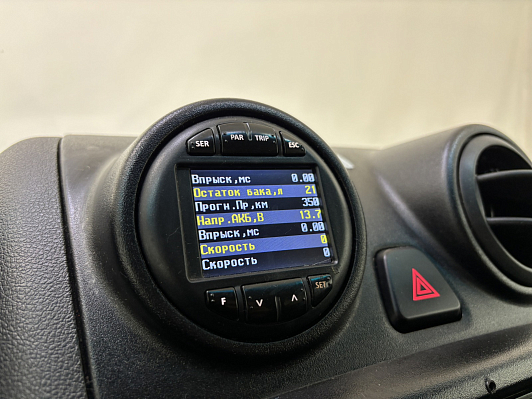 SER PAR TRIP ESC
Впрыск,мс 0.00
Остаток бака,л 21
Прогн.Пр,км 350
Напр.АКБ,В 13.7
Впрыск,мс 0.00
Скорость 0
Скорость 0
F ∨ ∧ SET